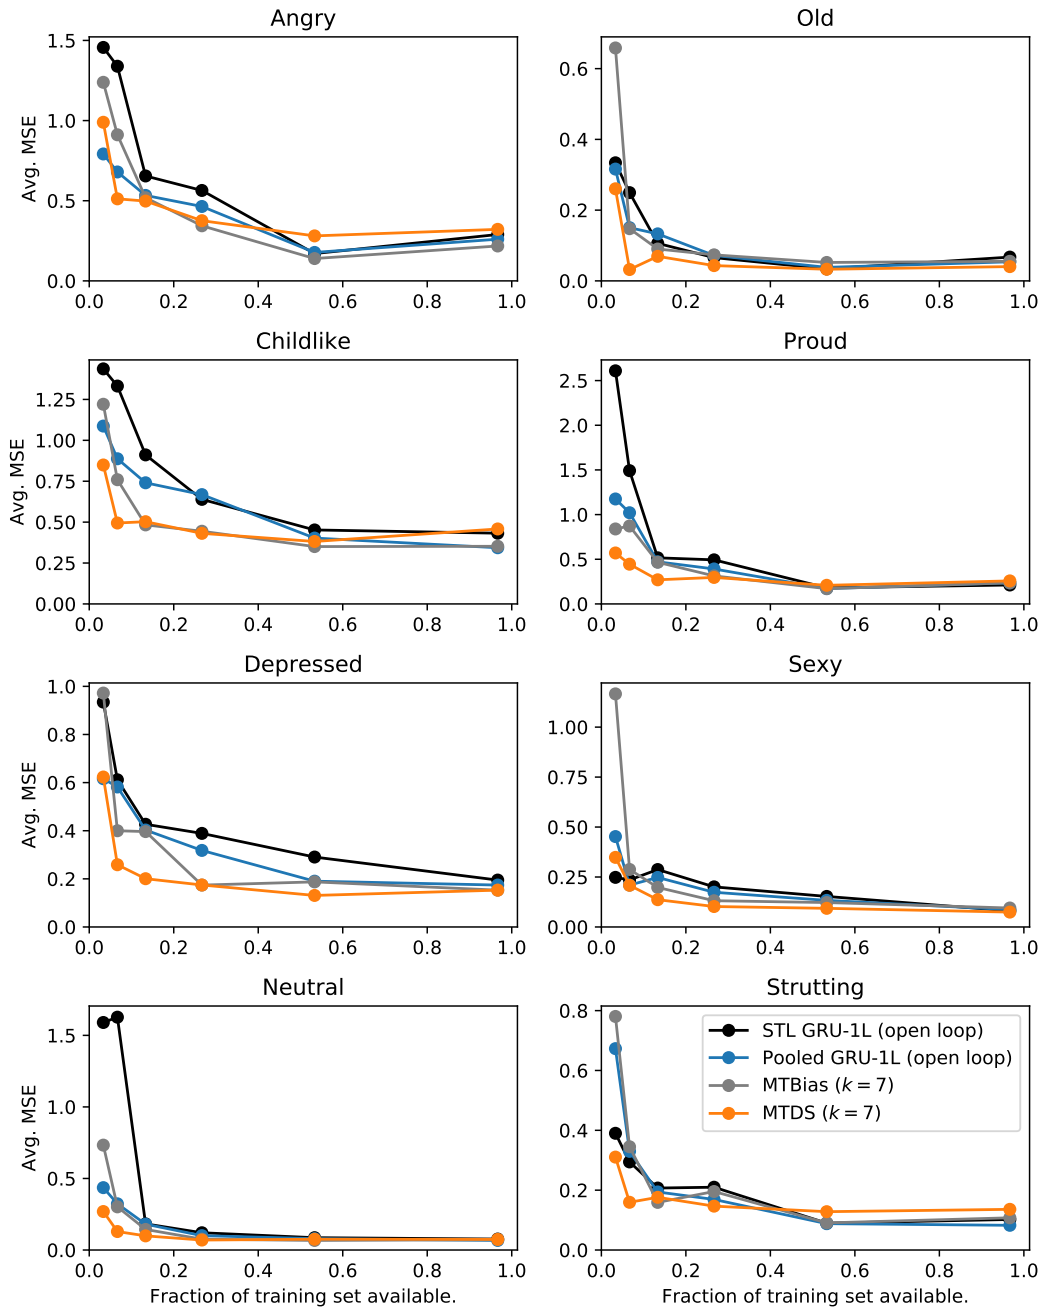 Angry
Avg. MSE
1.5
1.0
0.5
0.0
0.0 0.2 0.4 0.6 0.8 1.0
Old
0.6
0.4
0.2
0.0
0.0 0.2 0.4 0.6 0.8 1.0
Childlike
Avg. MSE
1.25
1.00
0.75
0.50
0.25
0.00
0.0 0.2 0.4 0.6 0.8 1.0
Proud
2.5
2.0
1.5
1.0
0.5
0.0
0.0 0.2 0.4 0.6 0.8 1.0
Depressed
Avg. MSE
1.0
0.8
0.6
0.4
0.2
0.0
0.0 0.2 0.4 0.6 0.8 1.0
Sexy
1.00
0.75
0.50
0.25
0.00
0.0 0.2 0.4 0.6 0.8 1.0
Neutral
Avg. MSE
1.5
1.0
0.5
0.0
0.0 0.2 0.4 0.6 0.8 1.0
Fraction of training set available.
Strutting
0.8
0.6
0.4
0.2
0.0
STL GRU-1L (open loop)
Pooled GRU-1L (open loop)
MTBias (k = 7)
MTDS (k = 7)
0.0 0.2 0.4 0.6 0.8 1.0
Fraction of training set available.